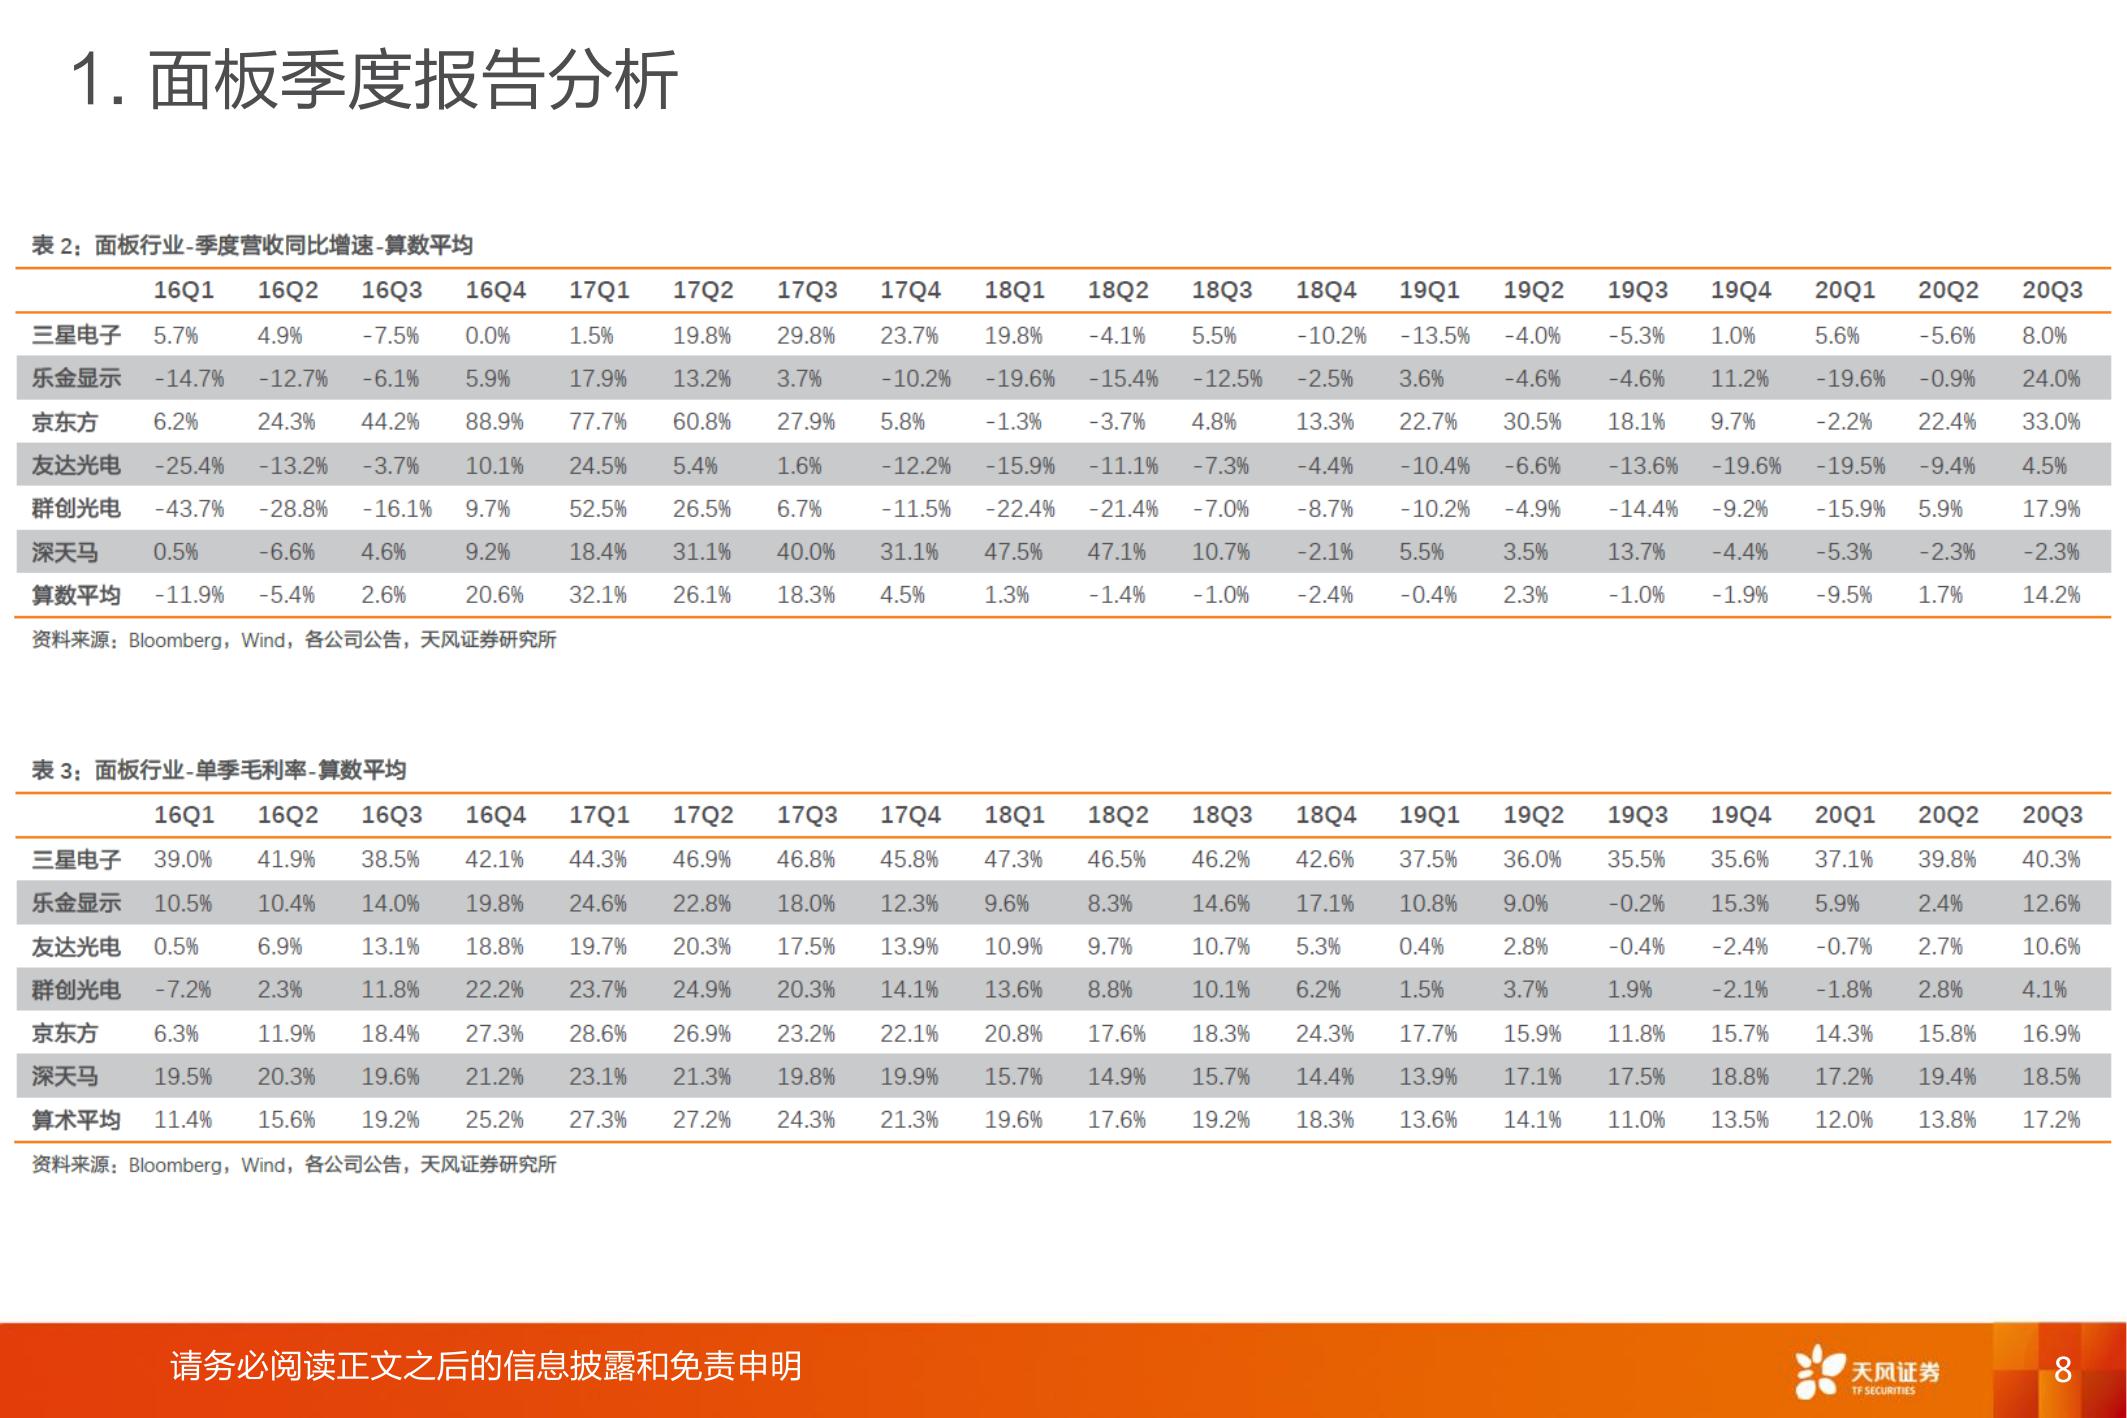 1. 面板季度报告分析
表 2：面板行业-季度营收同比增速-算数平均
16Q1 16Q2 16Q3 16Q4 17Q1 17Q2 17Q3 17Q4 18Q1 18Q2 18Q3 18Q4 19Q1 19Q2 19Q3 19Q4 20Q1 20Q2 20Q3
三星电子 5.7% 4.9% -7.5% 0.0% 1.5% 19.8% 29.8% 23.7% 19.8% -4.1% 5.5% -10.2% -13.5% -4.0% -5.3% 1.0% 5.6% -5.6% 8.0%
乐金显示 -14.7% -12.7% -6.1% 5.9% 17.9% 13.2% 3.7% -10.2% -19.6% -15.4% -12.5% -2.5% 3.6% -4.6% -4.6% 11.2% -19.6% -0.9% 24.0%
京东方 6.2% 24.3% 44.2% 88.9% 77.7% 60.8% 27.9% 5.8% -1.3% -3.7% 4.8% 13.3% 22.7% 30.5% 18.1% 9.7% -2.2% 22.4% 33.0%
友达光电 -25.4% -13.2% -3.7% 10.1% 24.5% 5.4% 1.6% -12.2% -15.9% -11.1% -7.3% -4.4% -10.4% -6.6% -13.6% -19.6% -19.5% -9.4% 4.5%
群创光电 -43.7% -28.8% -16.1% 9.7% 52.5% 26.5% 6.7% -11.5% -22.4% -21.4% -7.0% -8.7% -10.2% -4.9% -14.4% -9.2% -15.9% 5.9% 17.9%
深天马 0.5% -6.6% 4.6% 9.2% 18.4% 31.1% 40.0% 31.1% 47.5% 47.1% 10.7% -2.1% 5.5% 3.5% 13.7% -4.4% -5.3% -2.3% -2.3%
算数平均 -11.9% -5.4% 2.6% 20.6% 32.1% 26.1% 18.3% 4.5% 1.3% -1.4% -1.0% -2.4% -0.4% 2.3% -1.0% -1.9% -9.5% 1.7% 14.2%
资料来源：Bloomberg，Wind，各公司公告，天风证券研究所
表 3：面板行业-单季毛利率-算数平均
16Q1 16Q2 16Q3 16Q4 17Q1 17Q2 17Q3 17Q4 18Q1 18Q2 18Q3 18Q4 19Q1 19Q2 19Q3 19Q4 20Q1 20Q2 20Q3
三星电子 39.0% 41.9% 38.5% 42.1% 44.3% 46.9% 46.8% 45.8% 47.3% 46.5% 46.2% 42.6% 37.5% 36.0% 35.5% 35.6% 37.1% 39.8% 40.3%
乐金显示 10.5% 10.4% 14.0% 19.8% 24.6% 22.8% 18.0% 12.3% 9.6% 8.3% 14.6% 17.1% 10.8% 9.0% -0.2% 15.3% 5.9% 2.4% 12.6%
友达光电 0.5% 6.9% 13.1% 18.8% 19.7% 20.3% 17.5% 13.9% 10.9% 9.7% 10.7% 5.3% 0.4% 2.8% -0.4% -2.4% -0.7% 2.7% 10.6%
群创光电 -7.2% 2.3% 11.8% 22.2% 23.7% 24.9% 20.3% 14.1% 13.6% 8.8% 10.1% 6.2% 1.5% 3.7% 1.9% -2.1% -1.8% 2.8% 4.1%
京东方 6.3% 11.9% 18.4% 27.3% 28.6% 26.9% 23.2% 22.1% 20.8% 17.6% 18.3% 24.3% 17.7% 15.9% 11.8% 15.7% 14.3% 15.8% 16.9%
深天马 19.5% 20.3% 19.6% 21.2% 23.1% 21.3% 19.8% 19.9% 15.7% 14.9% 15.7% 14.4% 13.9% 17.1% 17.5% 18.8% 17.2% 19.4% 18.5%
算术平均 11.4% 15.6% 19.2% 25.2% 27.3% 27.2% 24.3% 21.3% 19.6% 17.6% 19.2% 18.3% 13.6% 14.1% 11.0% 13.5% 12.0% 13.8% 17.2%
资料来源：Bloomberg，Wind，各公司公告，天风证券研究所
请务必阅读正文之后的信息披露和免责申明
天风证券
TF SECURITIES
8